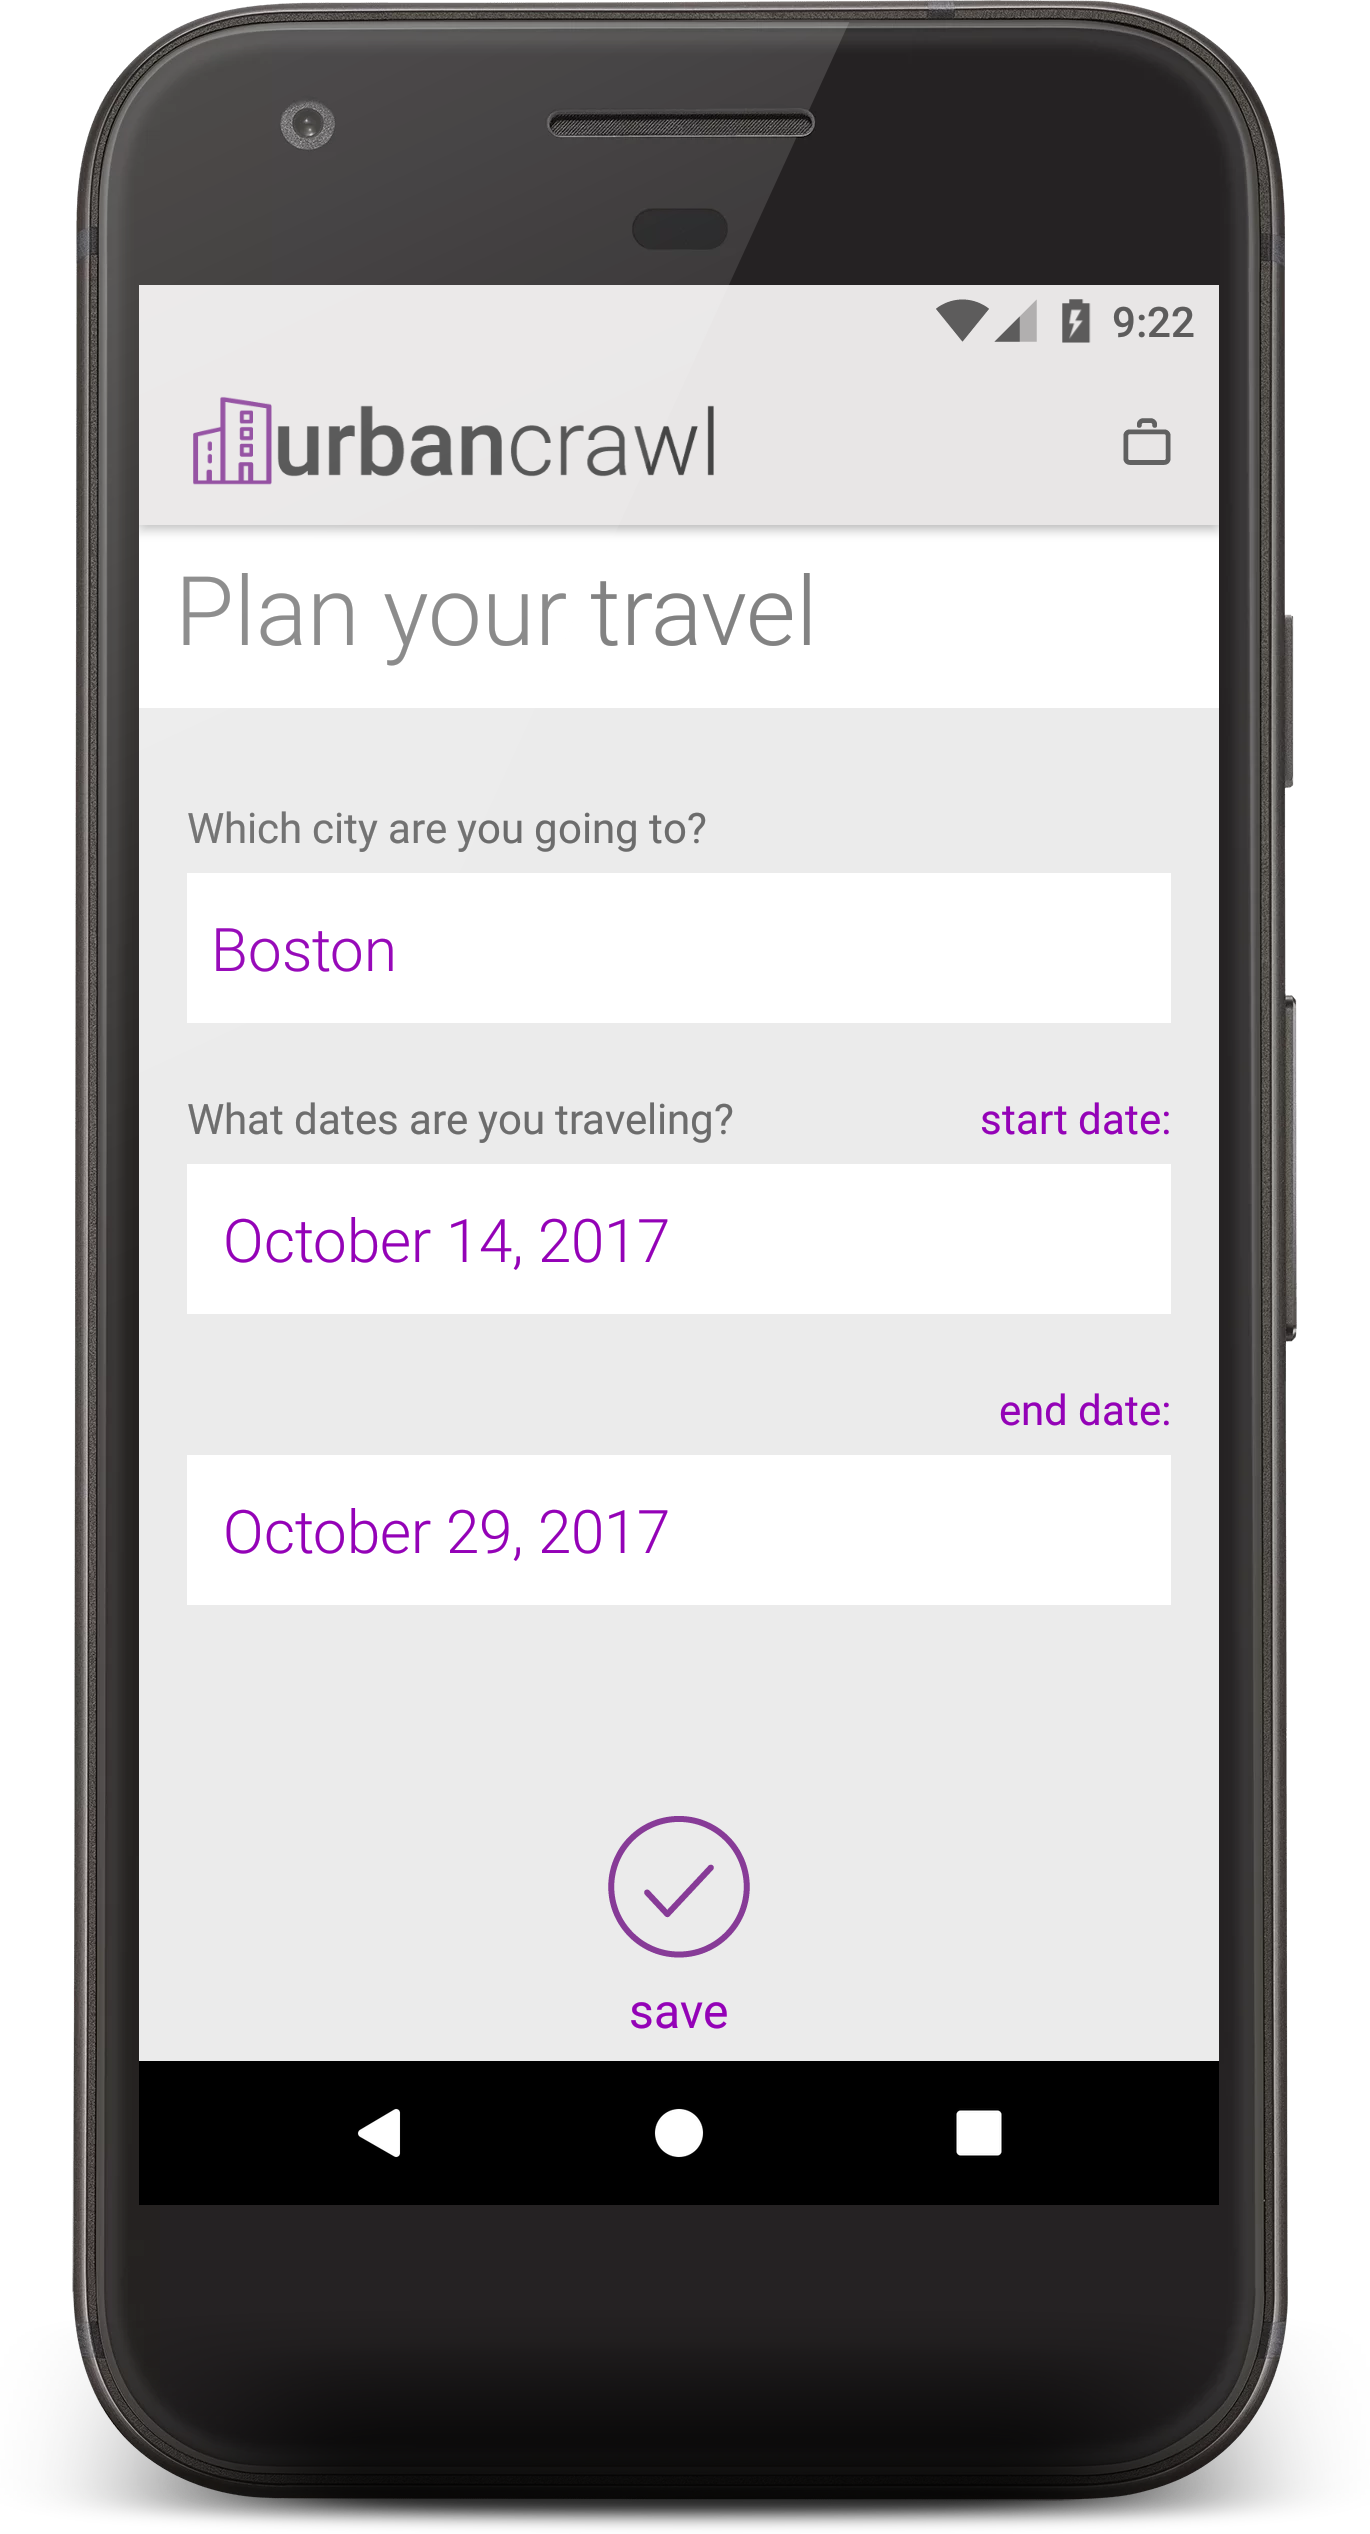 9:22
urbancrawl
Plan your travel
Which city are you going to?
Boston
What dates are you traveling? start date:
October 14, 2017
end date:
October 29, 2017
save